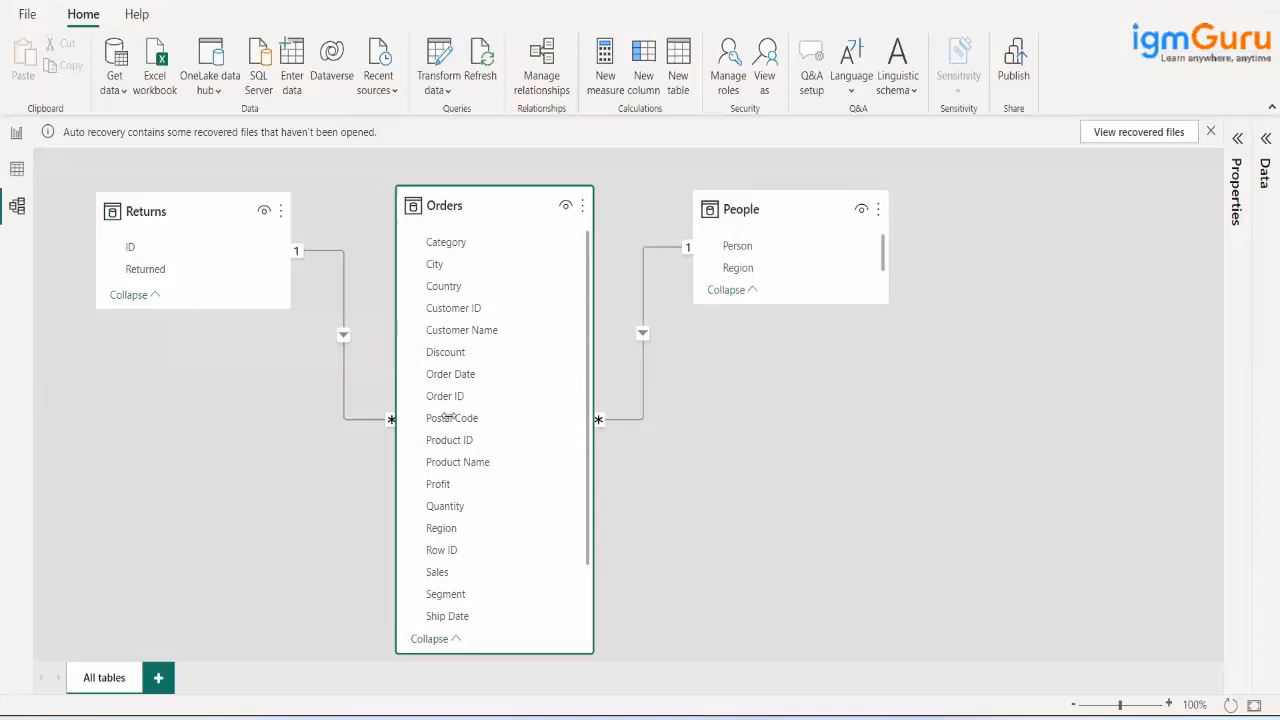 File Home Help
igmGuru
Learn anywhere, anytime
Paste
Cut
Copy
Get data
Excel workbook
OneLake data hub
SQL Server
Enter data
Dataverse
Recent sources
Transform data
Refresh
Manage relationships
New measure
New column
New table
Manage roles
View as
Q&A setup
Language
Linguistic schema
Sensitivity
Publish
Clipboard Data Queries Relationships Calculations Security Q&A Sensitivity Share
Auto recovery contains some recovered files that haven't been opened.
View recovered files
Properties
Data
Returns
ID
Returned
Collapse
1
*
Orders
Category
City
Country
Customer ID
Customer Name
Discount
Order Date
Order ID
Postal Code
Product ID
Product Name
Profit
Quantity
Region
Row ID
Sales
Segment
Ship Date
Collapse
*
1
People
Person
Region
Collapse
All tables
+
- + 100%